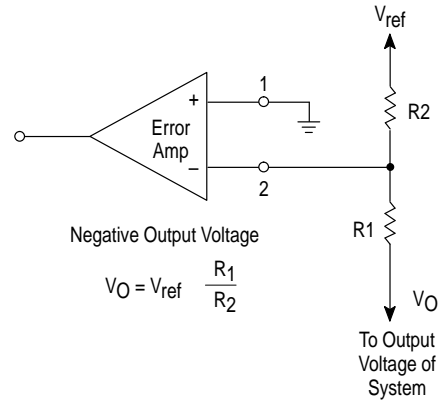 Vref
R2
1
+
Error
Amp
−
2
R1
Negative Output Voltage
VO = Vref R1
R2
VO
To Output
Voltage of
System